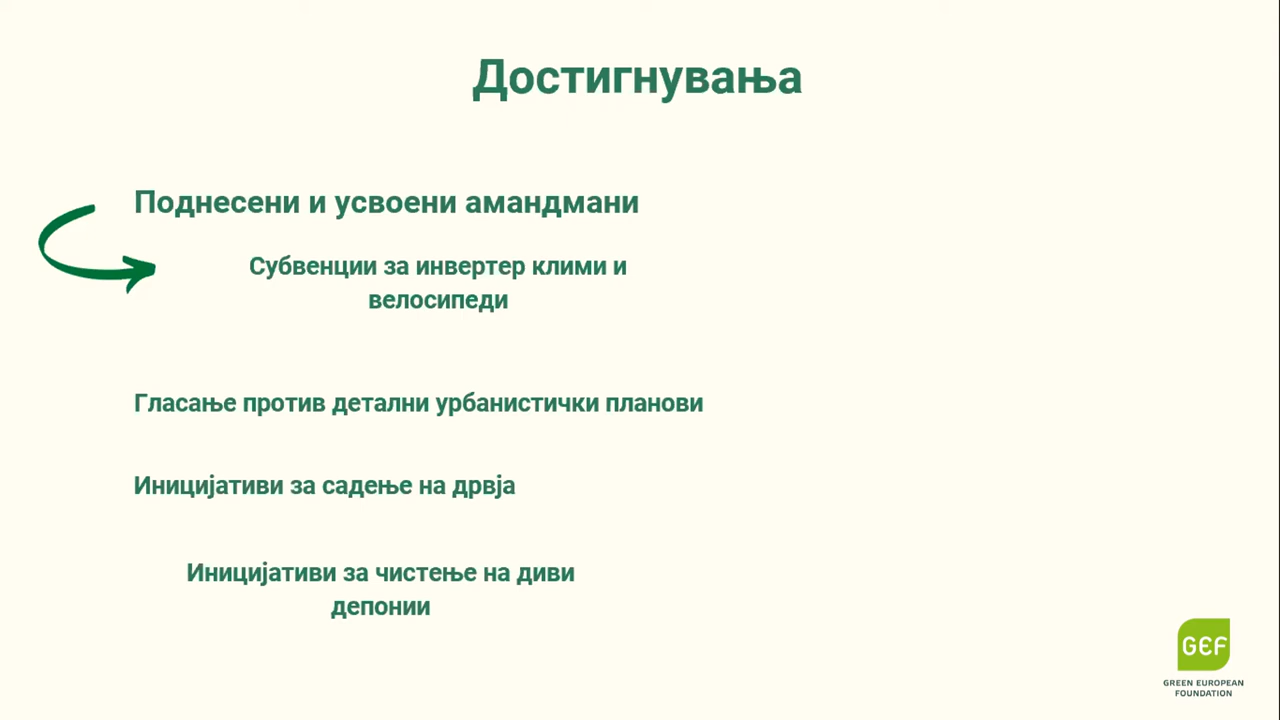 Достигнувања
Поднесени и усвоени амандмани
Субвенции за инвертер клими и
велосипеди
Гласање против детални урбанистички планови
Иницијативи за садење на дрвја
Иницијативи за чистење на диви
депонии
GEF
GREEN EUROPEAN
FOUNDATION